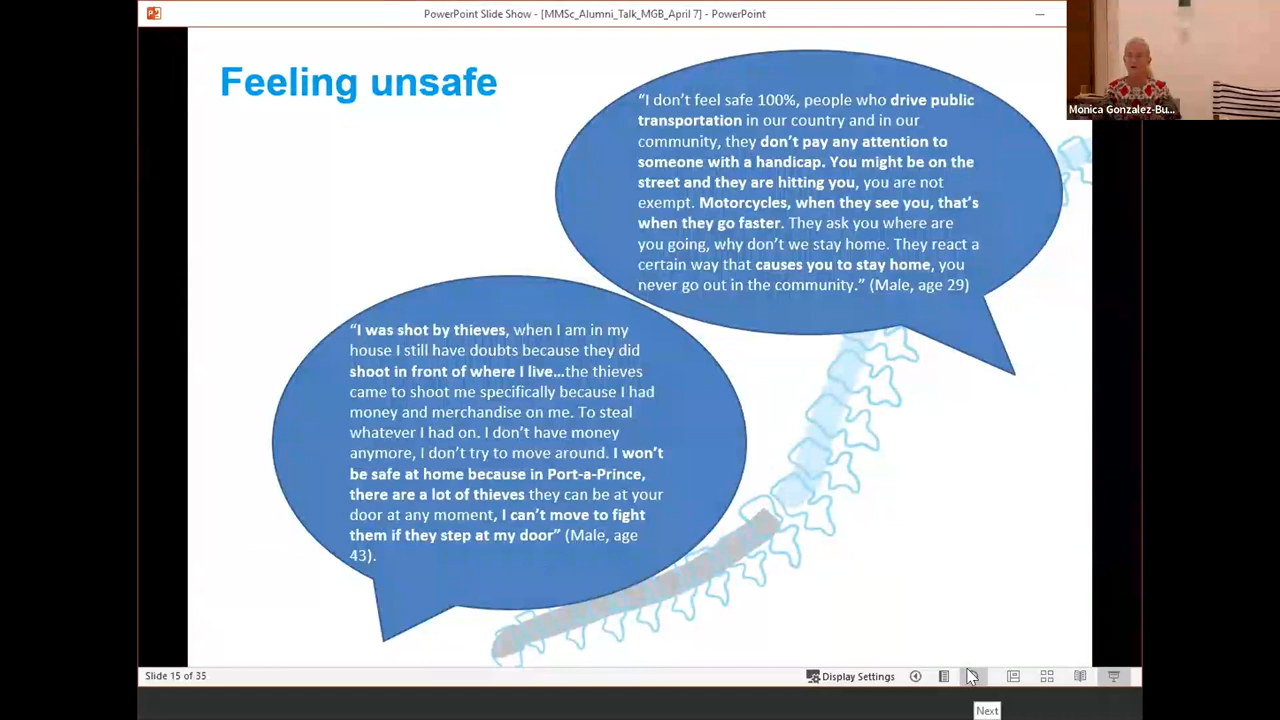 PowerPoint Slide Show - [MMSc_Alumni_Talk_MGB_April 7] - PowerPoint
Monica Gonzalez-Bu...
Feeling unsafe
“I don’t feel safe 100%, people who drive public
transportation in our country and in our
community, they don’t pay any attention to
someone with a handicap. You might be on the
street and they are hitting you, you are not
exempt. Motorcycles, when they see you, that’s
when they go faster. They ask you where are
you going, why don’t we stay home. They react a
certain way that causes you to stay home, you
never go out in the community.” (Male, age 29)
“I was shot by thieves, when I am in my
house I still have doubts because they did
shoot in front of where I live…the thieves
came to shoot me specifically because I had
money and merchandise on me. To steal
whatever I had on. I don’t have money
anymore, I don’t try to move around. I won’t
be safe at home because in Port-a-Prince,
there are a lot of thieves they can be at your
door at any moment, I can’t move to fight
them if they step at my door” (Male, age
43).
Slide 15 of 35
Display Settings
Next